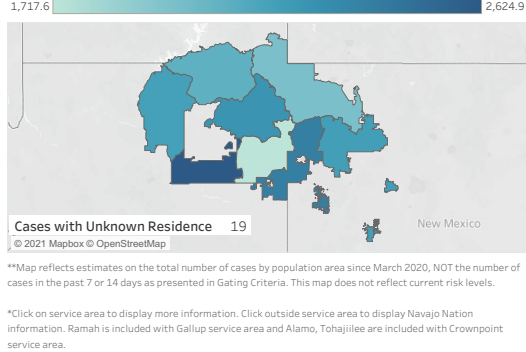 1,717.6 2,624.9
New Mexico
Cases with Unknown Residence 19
© 2021 Mapbox © OpenStreetMap
**Map reflects estimates on the total number of cases by population area since March 2020, NOT the number of
cases in the past 7 or 14 days as presented in Gating Criteria. This map does not reflect current risk levels.
*Click on service area to display more information. Click outside service area to display Navajo Nation
information. Ramah is included with Gallup service area and Alamo, Tohajiilee are included with Crownpoint
service area.